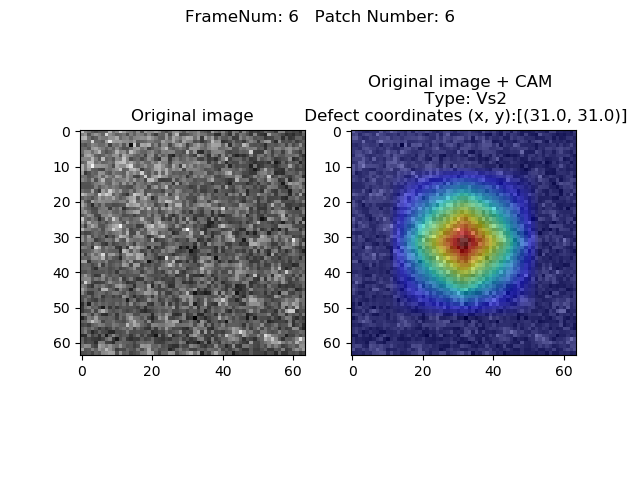 FrameNum: 6   Patch Number: 6
Original image
Original image + CAM
Type: Vs2
Defect coordinates (x, y):[(31.0, 31.0)]
0
10
20
30
40
50
60
0 20 40 60
0
10
20
30
40
50
60
0 20 40 60